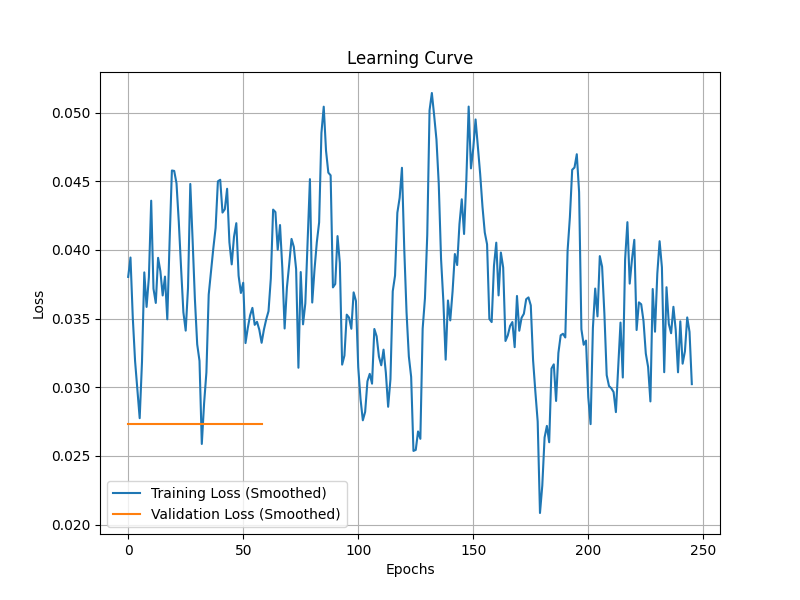 Learning Curve
0.050
0.045
0.040
0.035
0.030
0.025
0.020
Loss
Training Loss (Smoothed)
Validation Loss (Smoothed)
0
50
100
150
200
250
Epochs